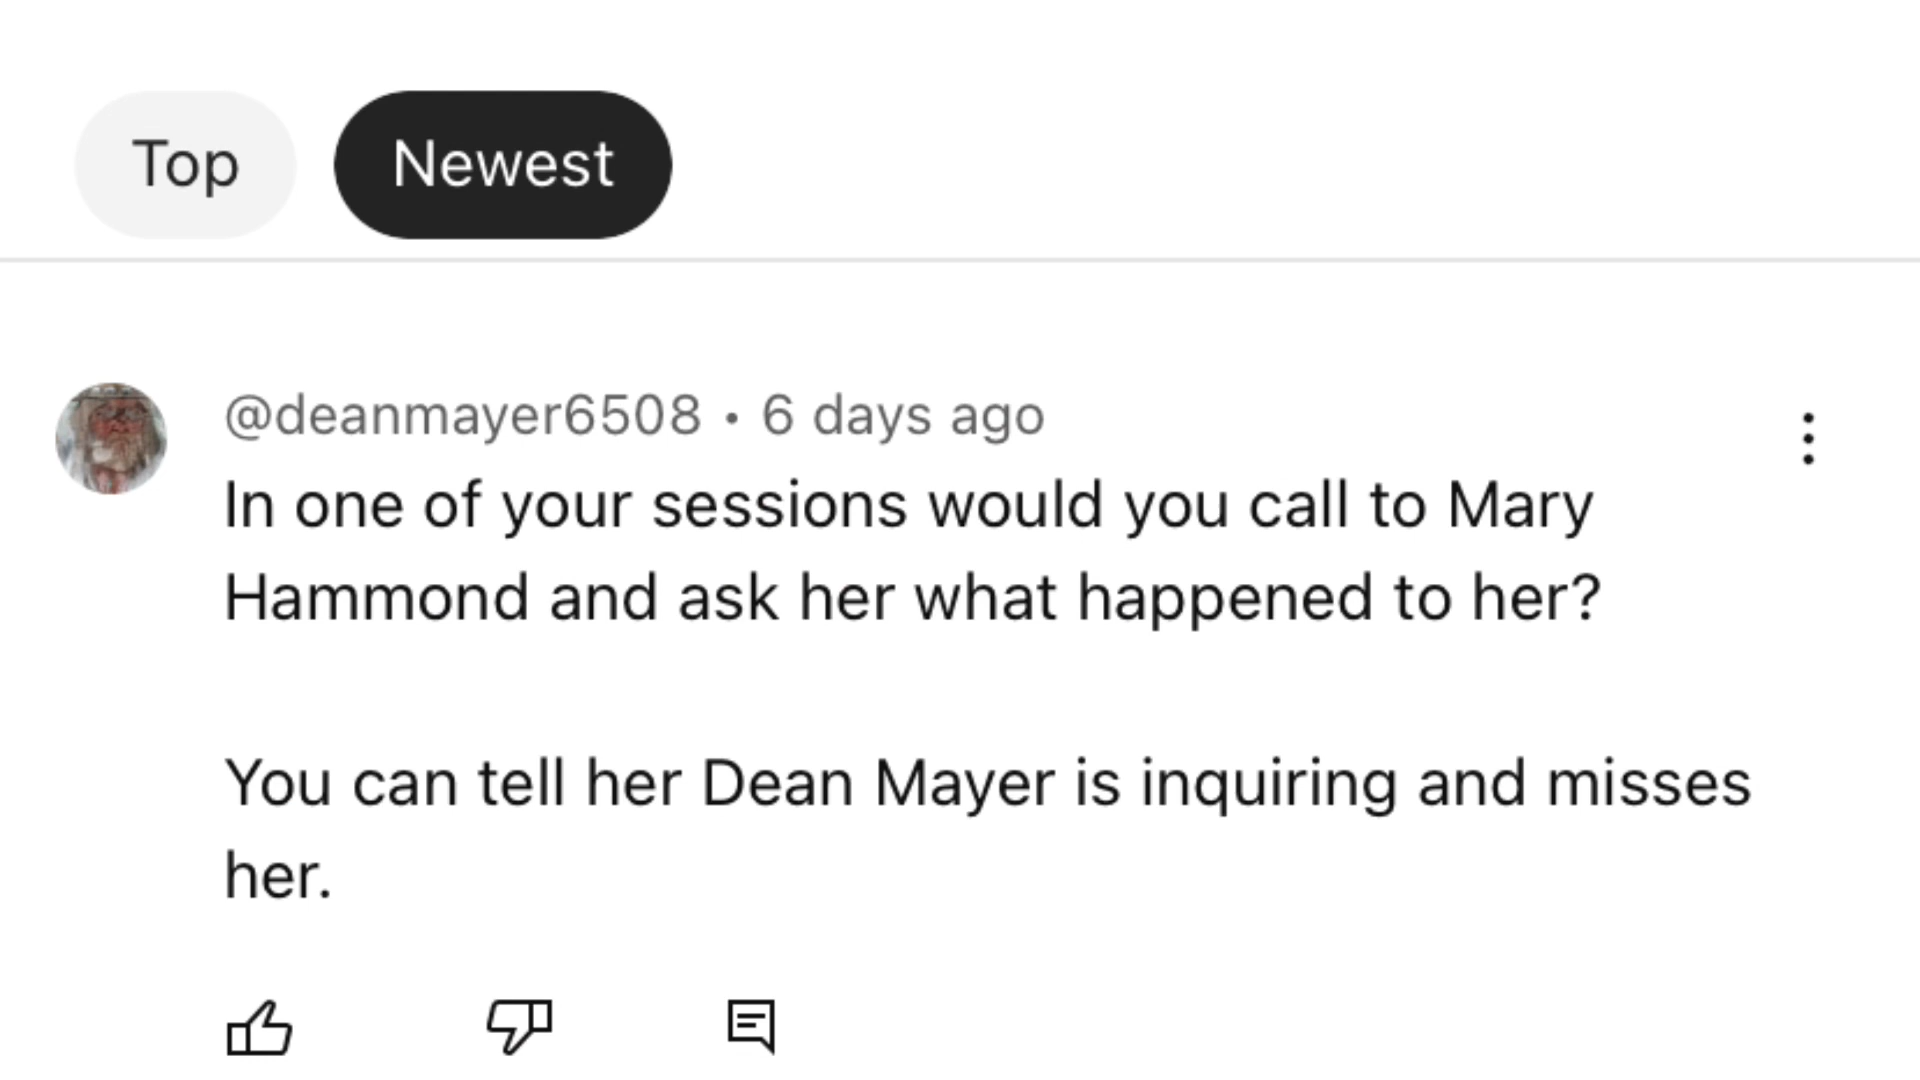 Top Newest
@deanmayer6508 • 6 days ago
In one of your sessions would you call to Mary
Hammond and ask her what happened to her?
You can tell her Dean Mayer is inquiring and misses
her.